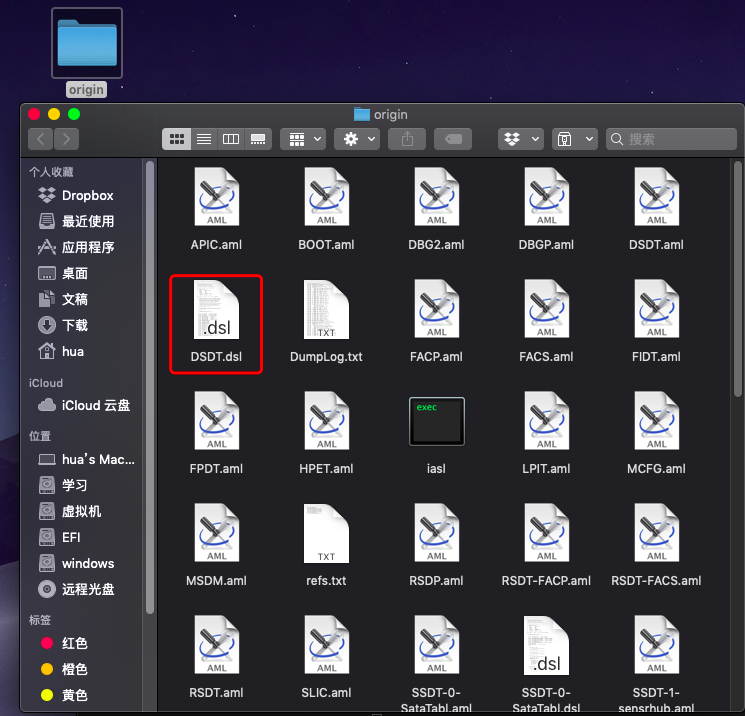 origin
origin
搜索
个人收藏
Dropbox
最近使用
应用程序
桌面
文稿
下载
hua
iCloud
iCloud 云盘
位置
hua's Mac...
学习
虚拟机
EFI
windows
远程光盘
标签
红色
橙色
黄色
AML AML AML AML AML
APIC.aml BOOT.aml DBG2.aml DBGP.aml DSDT.aml
.dsl TXT AML AML AML
DSDT.dsl DumpLog.txt FACP.aml FACS.aml FIDT.aml
AML AML exec AML AML
FPDT.aml HPET.aml iasl LPIT.aml MCFG.aml
AML TXT AML AML AML
MSDM.aml refs.txt RSDP.aml RSDT-FACP.aml RSDT-FACS.aml
AML AML AML .dsl AML
RSDT.aml SLIC.aml SSDT-0- SSDT-0- SSDT-1-
SataTabl.aml SataTabl.dsl sensrhub.aml